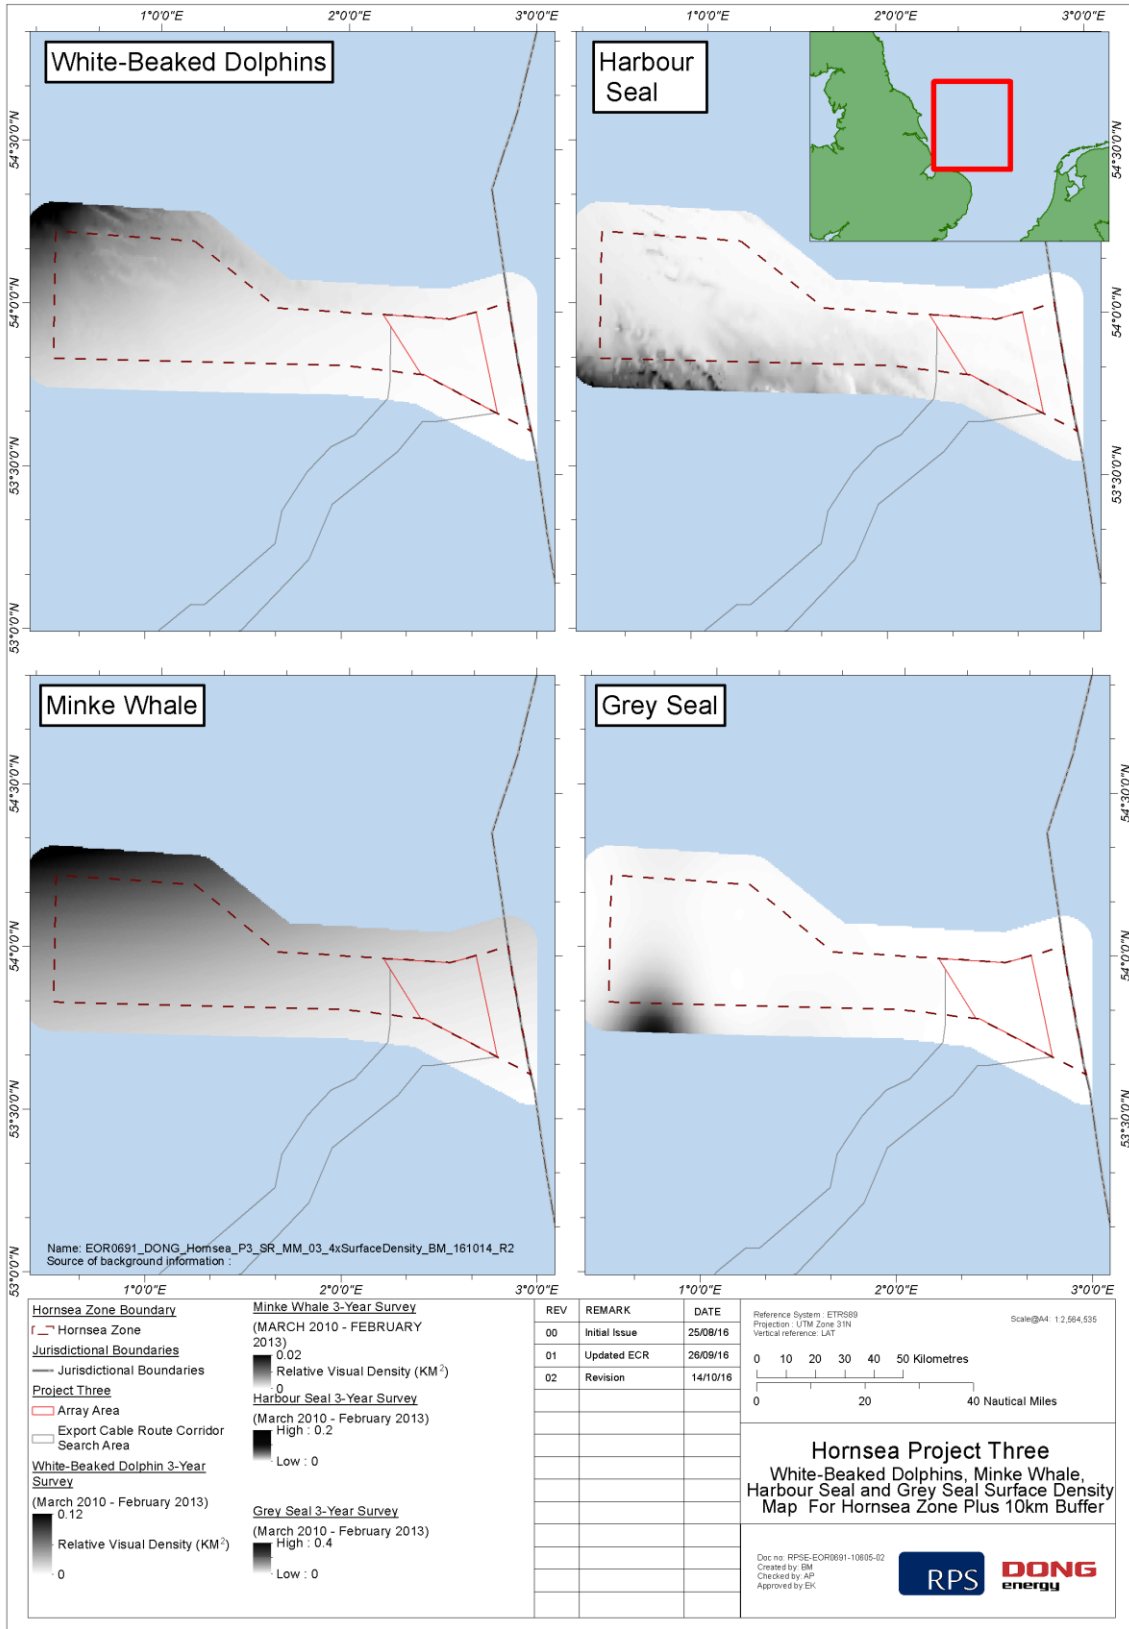 1°0'0"E
2°0'0"E
3°0'0"E
1°0'0"E
2°0'0"E
3°0'0"E
White-Beaked Dolphins
Harbour
Seal
54°30'0"N
54°0'0"N
53°30'0"N
53°0'0"N
54°30'0"N
54°0'0"N
53°30'0"N
53°0'0"N
Minke Whale
Grey Seal
54°30'0"N
54°0'0"N
53°30'0"N
53°0'0"N
54°30'0"N
54°0'0"N
53°30'0"N
53°0'0"N
Name: EOR0691_DONG_Hornsea_P3_SR_MM_03_4xSurfaceDensity_BM_161014_R2
Source of background information :
1°0'0"E
2°0'0"E
3°0'0"E
1°0'0"E
2°0'0"E
3°0'0"E
Hornsea Zone Boundary
Hornsea Zone
Jurisdictional Boundaries
Jurisdictional Boundaries
Project Three
Array Area
Export Cable Route Corridor
Search Area
White-Beaked Dolphin 3-Year
Survey
(March 2010 - February 2013)
0.12
Relative Visual Density (KM²)
0
Minke Whale 3-Year Survey
(MARCH 2010 - FEBRUARY
2013)
0.02
Relative Visual Density (KM²)
0
Harbour Seal 3-Year Survey
(March 2010 - February 2013)
High : 0.2
Low : 0
Grey Seal 3-Year Survey
(March 2010 - February 2013)
High : 0.4
Low : 0
REV REMARK DATE
00 Initial Issue 25/08/16
01 Updated ECR 26/09/16
02 Revision 14/10/16
Reference System : ETRS89
Projection : UTM Zone 31N
Vertical reference: LAT
Scale@A4: 1:2,564,535
0 10 20 30 40 50 Kilometres
0 20 40 Nautical Miles
Hornsea Project Three
White-Beaked Dolphins, Minke Whale,
Harbour Seal and Grey Seal Surface Density
Map For Hornsea Zone Plus 10km Buffer
Doc no: RPSE-EOR0691-10605-02
Created by: BM
Checked by: AP
Approved by: EK
RPS
DONG
energy